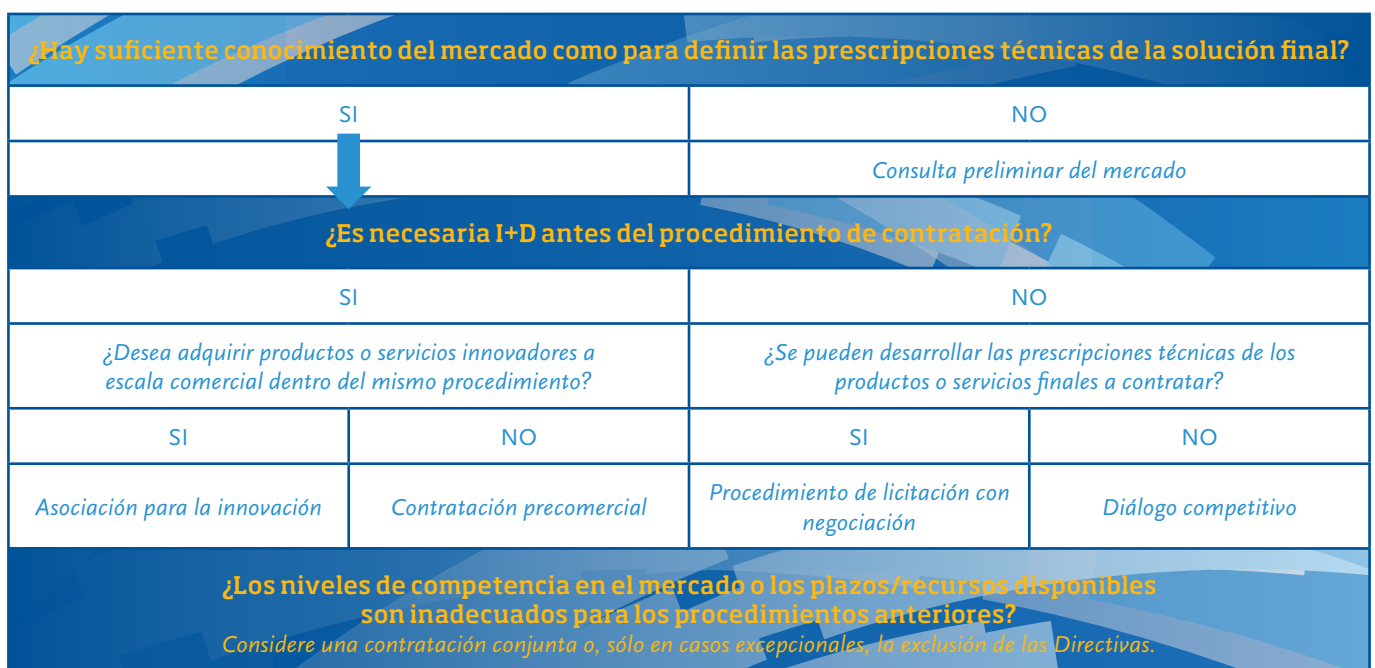 ¿Hay suficiente conocimiento del mercado como para definir las prescripciones técnicas de la solución final?
SI
NO
Consulta preliminar del mercado
¿Es necesaria I+D antes del procedimiento de contratación?
SI
NO
¿Desea adquirir productos o servicios innovadores a
escala comercial dentro del mismo procedimiento?
¿Se pueden desarrollar las prescripciones técnicas de los
productos o servicios finales a contratar?
SI
NO
SI
NO
Asociación para la innovación
Contratación precomercial
Procedimiento de licitación con
negociación
Diálogo competitivo
¿Los niveles de competencia en el mercado o los plazos/recursos disponibles
son inadecuados para los procedimientos anteriores?
Considere una contratación conjunta o, sólo en casos excepcionales, la exclusión de las Directivas.